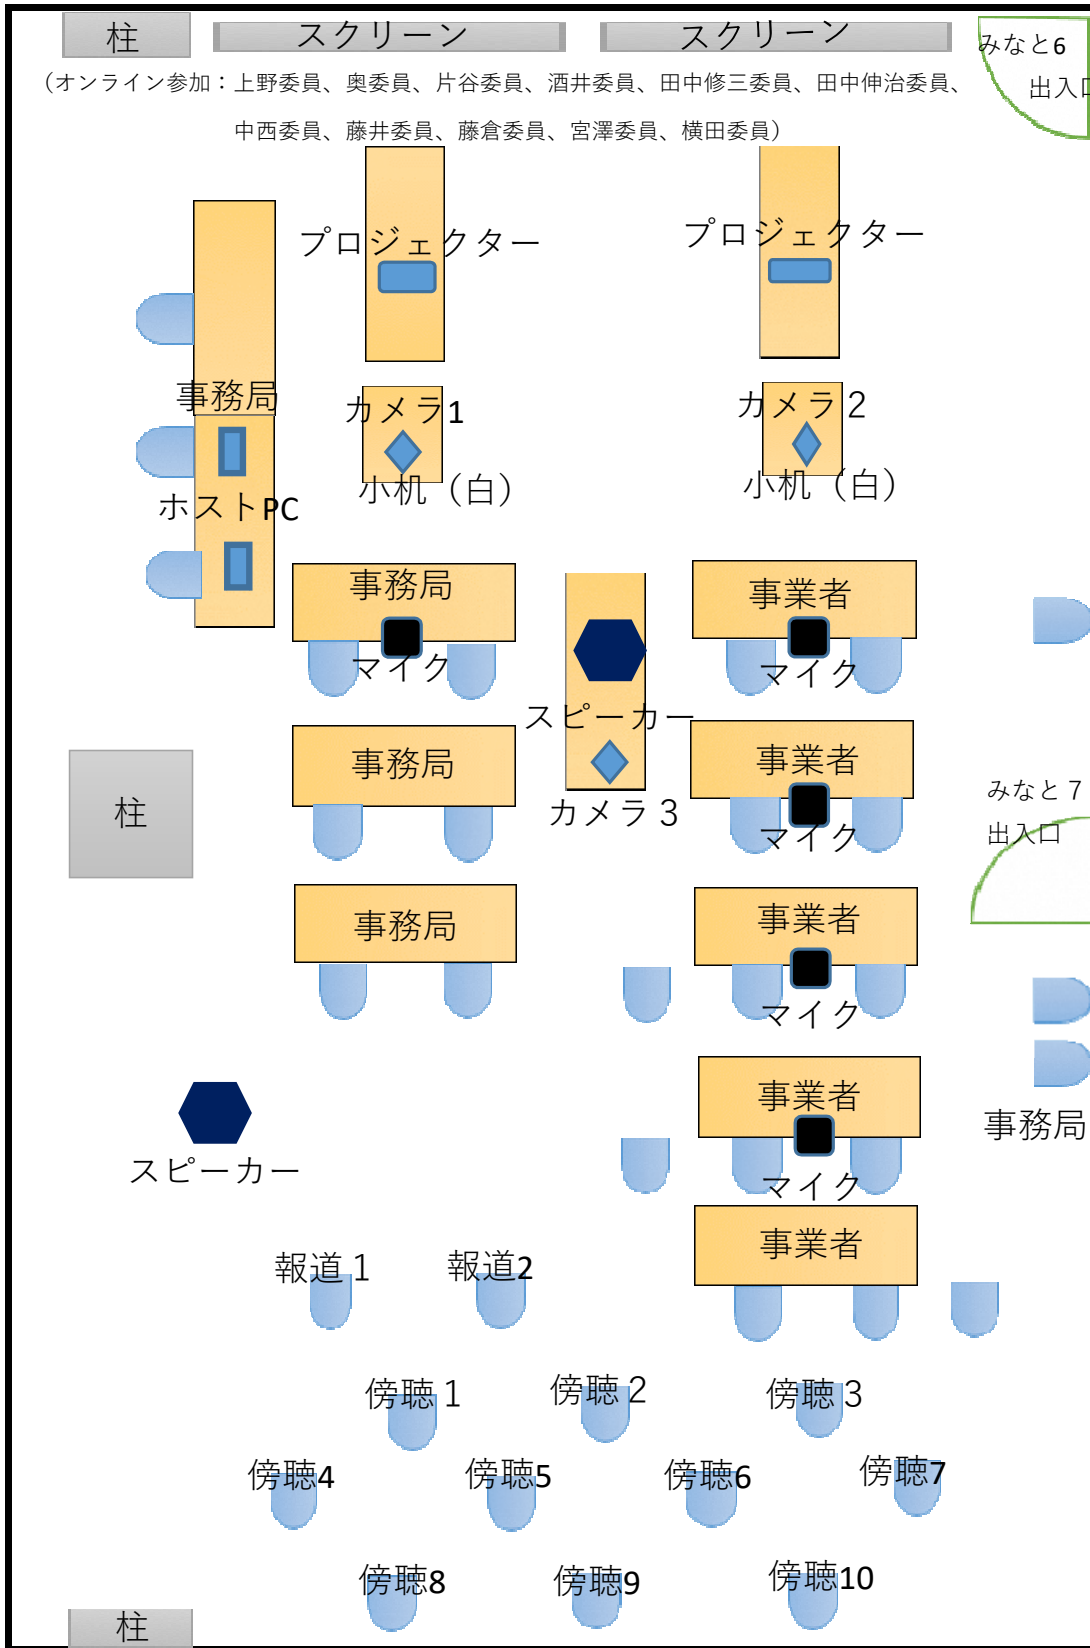 柱
スクリーン
スクリーン
みなと6
出入口
（オンライン参加：上野委員、奥委員、片谷委員、酒井委員、田中修三委員、田中伸治委員、
中西委員、藤井委員、藤倉委員、宮澤委員、横田委員）
プロジェクター
プロジェクター
事務局
カメラ1
カメラ２
小机（白）
小机（白）
ホストPC
事務局
事業者
マイク
マイク
スピーカー
事務局
事業者
カメラ３
マイク
柱
みなと７
出入口
事務局
事業者
マイク
事業者
事務局
スピーカー
マイク
事業者
報道１
報道2
傍聴１
傍聴２
傍聴３
傍聴4
傍聴5
傍聴6
傍聴7
傍聴8
傍聴9
傍聴10
柱